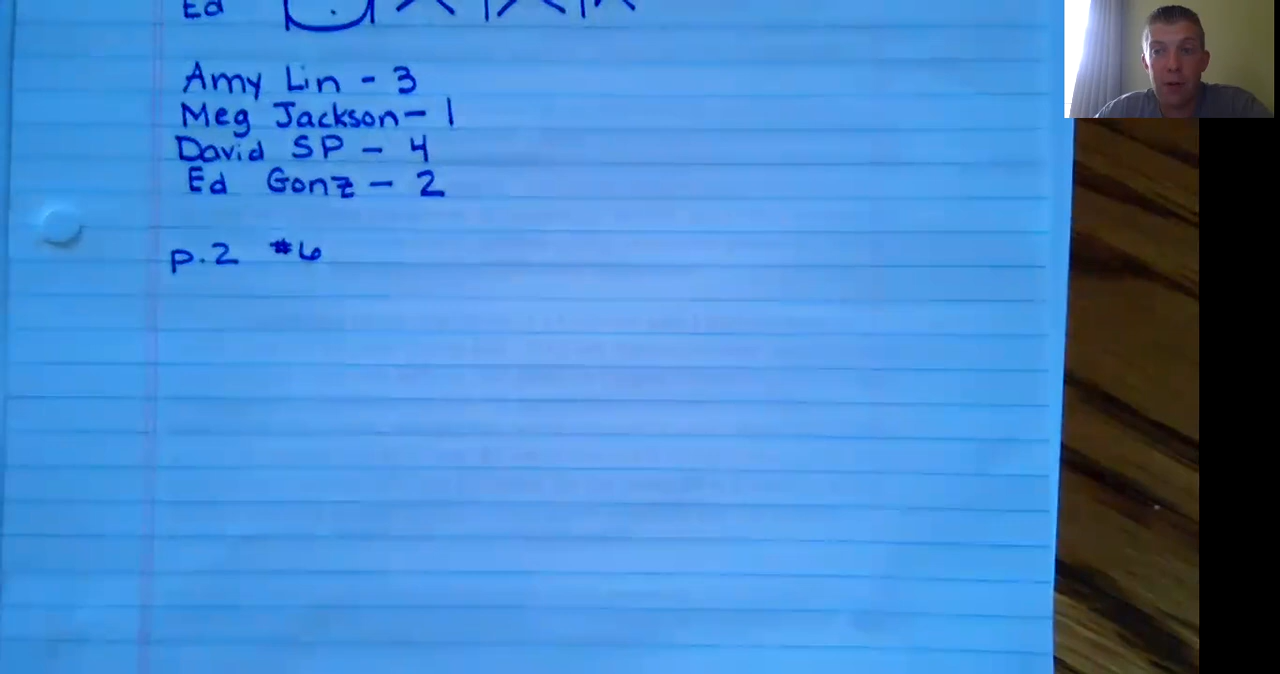 Ed
Amy Lin - 3
Meg Jackson - 1
David SP - 4
Ed Gonz - 2
p.2 #6